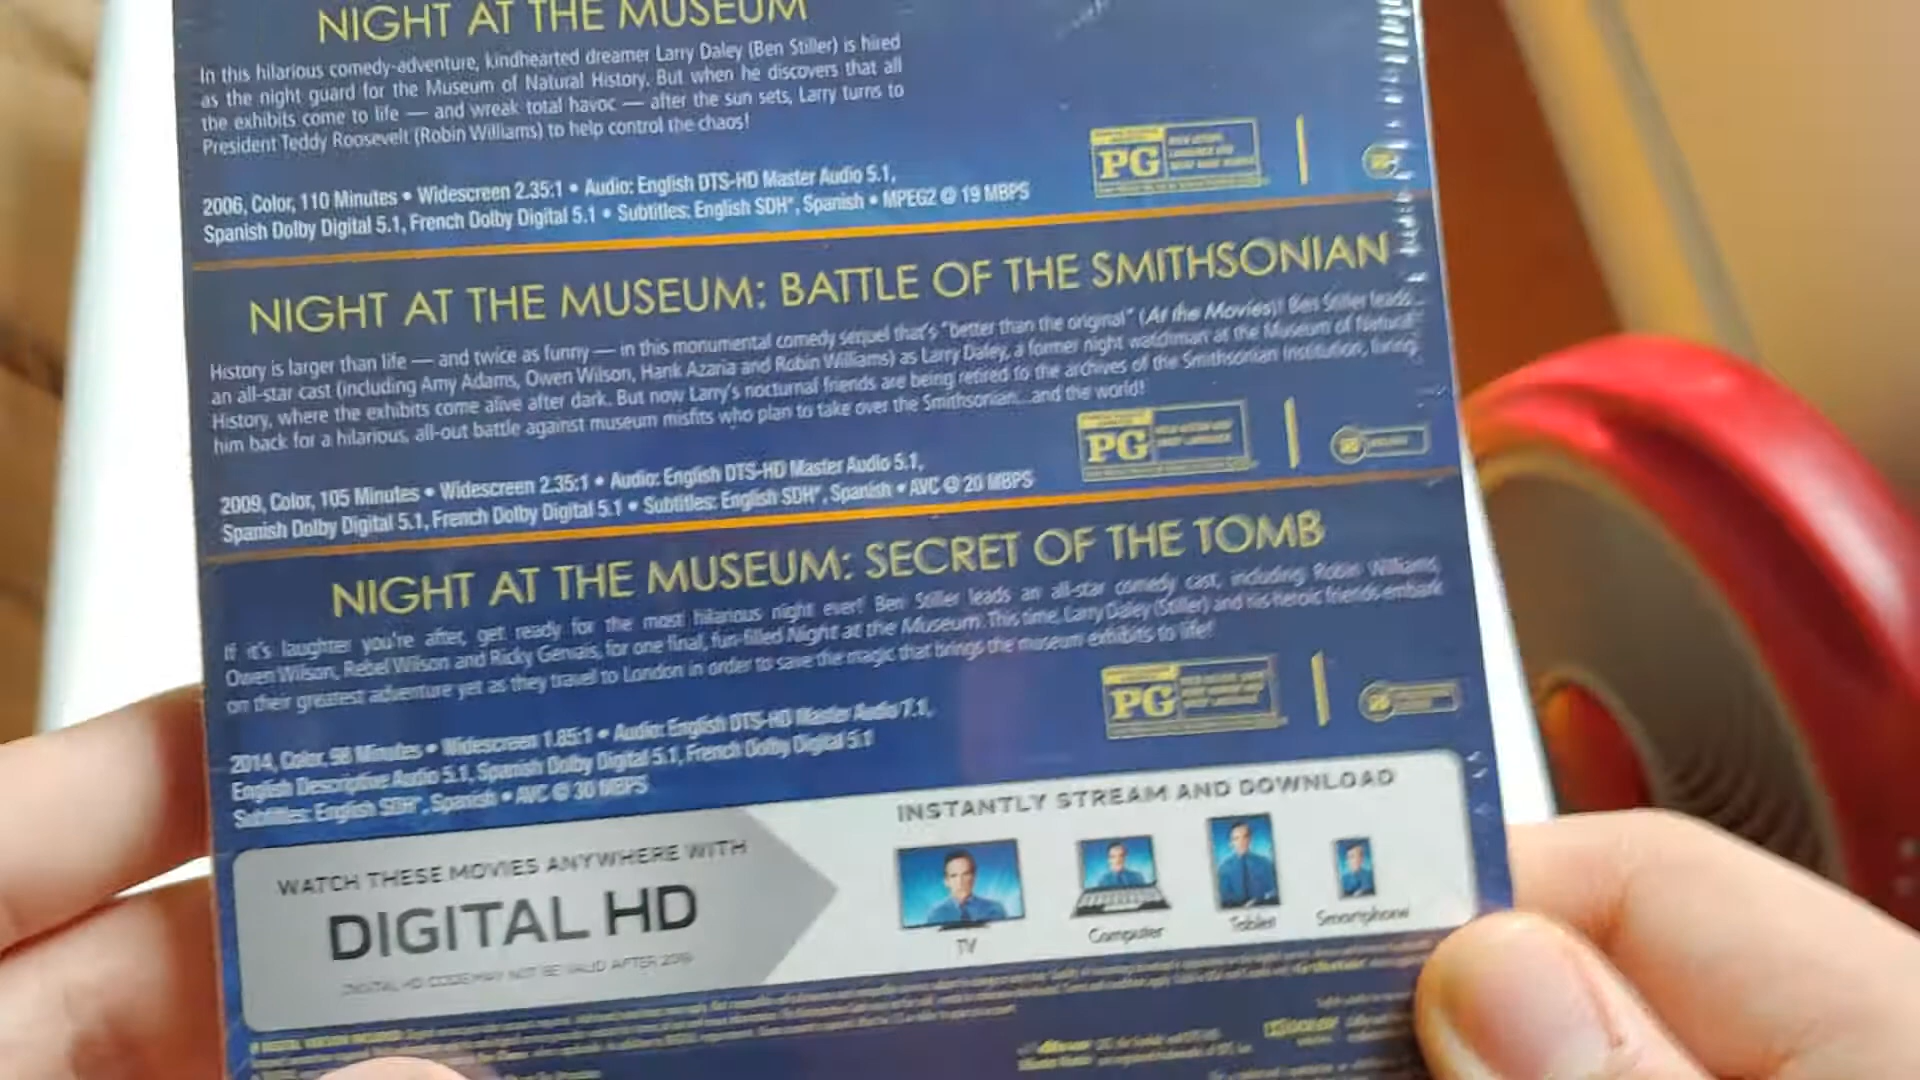 NIGHT AT THE MUSEUM
In this hilarious comedy-adventure, kindhearted dreamer Larry Daley (Ben Stiller) is hired
as the night guard for the Museum of Natural History. But when he discovers that all
the exhibits come to life — and wreak total havoc — after the sun sets, Larry turns to
President Teddy Roosevelt (Robin Williams) to help control the chaos!
PG
2006, Color, 110 Minutes • Widescreen 2.35:1 • Audio: English DTS-HD Master Audio 5.1,
Spanish Dolby Digital 5.1, French Dolby Digital 5.1 • Subtitles: English SDH*, Spanish • MPEG2 @ 19 MBPS
NIGHT AT THE MUSEUM: BATTLE OF THE SMITHSONIAN
History is larger than life — and twice as funny — in this monumental comedy sequel that's "better than the original" (At the Movies)! Ben Stiller leads
an all-star cast (including Amy Adams, Owen Wilson, Hank Azaria and Robin Williams) as Larry Daley, a former night watchman at the Museum of Natural
History, where the exhibits come alive after dark. But now Larry's nocturnal friends are being retired to the archives of the Smithsonian Institution, luring
him back for a hilarious, all-out battle against museum misfits who plan to take over the Smithsonian...and the world!
PG
2009, Color, 105 Minutes • Widescreen 2.35:1 • Audio: English DTS-HD Master Audio 5.1,
Spanish Dolby Digital 5.1, French Dolby Digital 5.1 • Subtitles: English SDH*, Spanish • AVC @ 20 MBPS
NIGHT AT THE MUSEUM: SECRET OF THE TOMB
If it's laughter you're after, get ready for the most hilarious night ever! Ben Stiller leads an all-star comedy cast, including Robin Williams,
Owen Wilson, Rebel Wilson and Ricky Gervais, for one final, fun-filled Night at the Museum. This time, Larry Daley (Stiller) and his heroic friends embark
on their greatest adventure yet as they travel to London in order to save the magic that brings the museum exhibits to life!
PG
2014, Color, 98 Minutes • Widescreen 1.85:1 • Audio: English DTS-HD Master Audio 7.1,
English Descriptive Audio 5.1, Spanish Dolby Digital 5.1, French Dolby Digital 5.1
Subtitles: English SDH*, Spanish • AVC @ 30 MBPS
WATCH THESE MOVIES ANYWHERE WITH
DIGITAL HD
DIGITAL HD CODE MAY NOT BE VALID AFTER
INSTANTLY STREAM AND DOWNLOAD
TV
Computer
Tablet
Smartphone